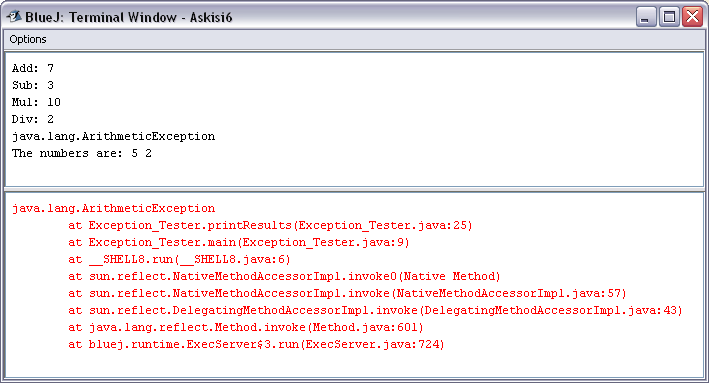 BlueJ: Terminal Window - Askisi6
Options
Add: 7
Sub: 3
Mul: 10
Div: 2
java.lang.ArithmeticException
The numbers are: 5 2
java.lang.ArithmeticException
at Exception_Tester.printResults(Exception_Tester.java:25)
at Exception_Tester.main(Exception_Tester.java:9)
at __SHELL8.run(__SHELL8.java:6)
at sun.reflect.NativeMethodAccessorImpl.invoke0(Native Method)
at sun.reflect.NativeMethodAccessorImpl.invoke(NativeMethodAccessorImpl.java:57)
at sun.reflect.DelegatingMethodAccessorImpl.invoke(DelegatingMethodAccessorImpl.java:43)
at java.lang.reflect.Method.invoke(Method.java:601)
at bluej.runtime.ExecServer$3.run(ExecServer.java:724)